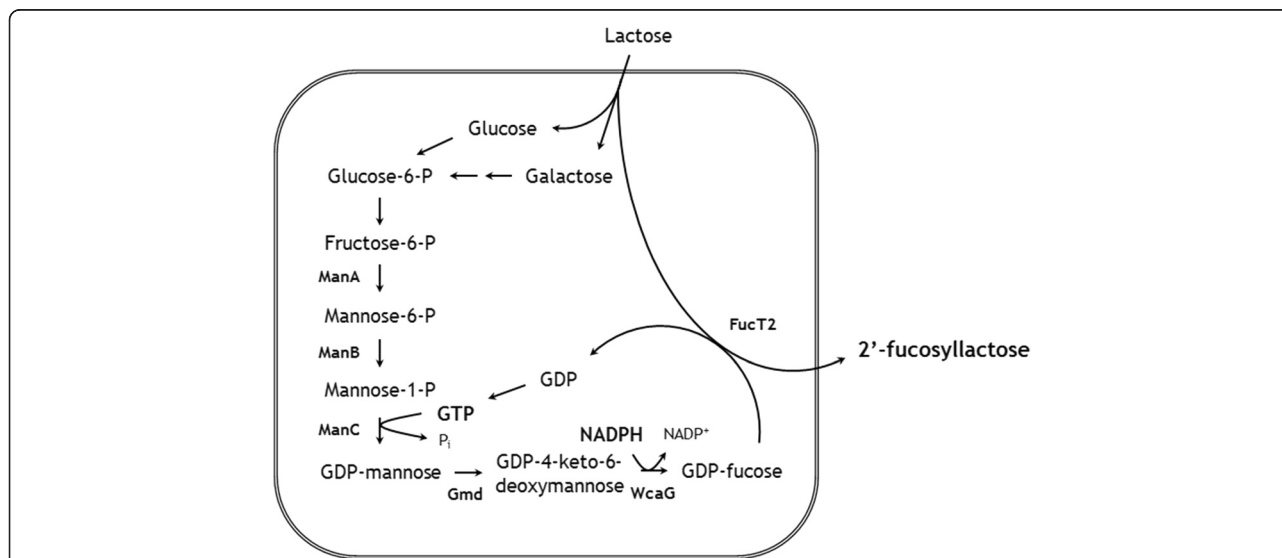 Lactose
Glucose
Glucose-6-P
Galactose
Fructose-6-P
ManA
Mannose-6-P
FucT2
ManB
2’-fucosyllactose
Mannose-1-P
GDP
GTP
ManC
Pi
NADPH
NADP+
GDP-mannose
GDP-4-keto-6-
deoxymannose
GDP-fucose
Gmd
WcaG